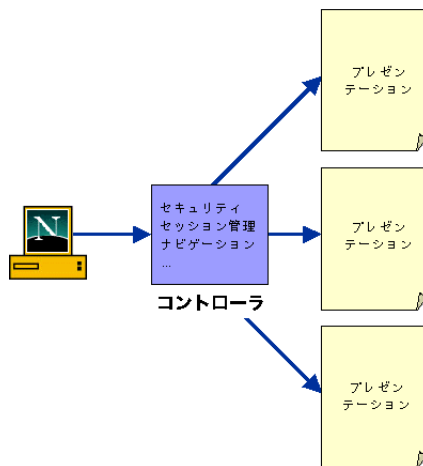 プレゼン
テーション
N
セキュリティ
セッション管理
ナビゲーション
...
コントローラ
プレゼン
テーション
プレゼン
テーション